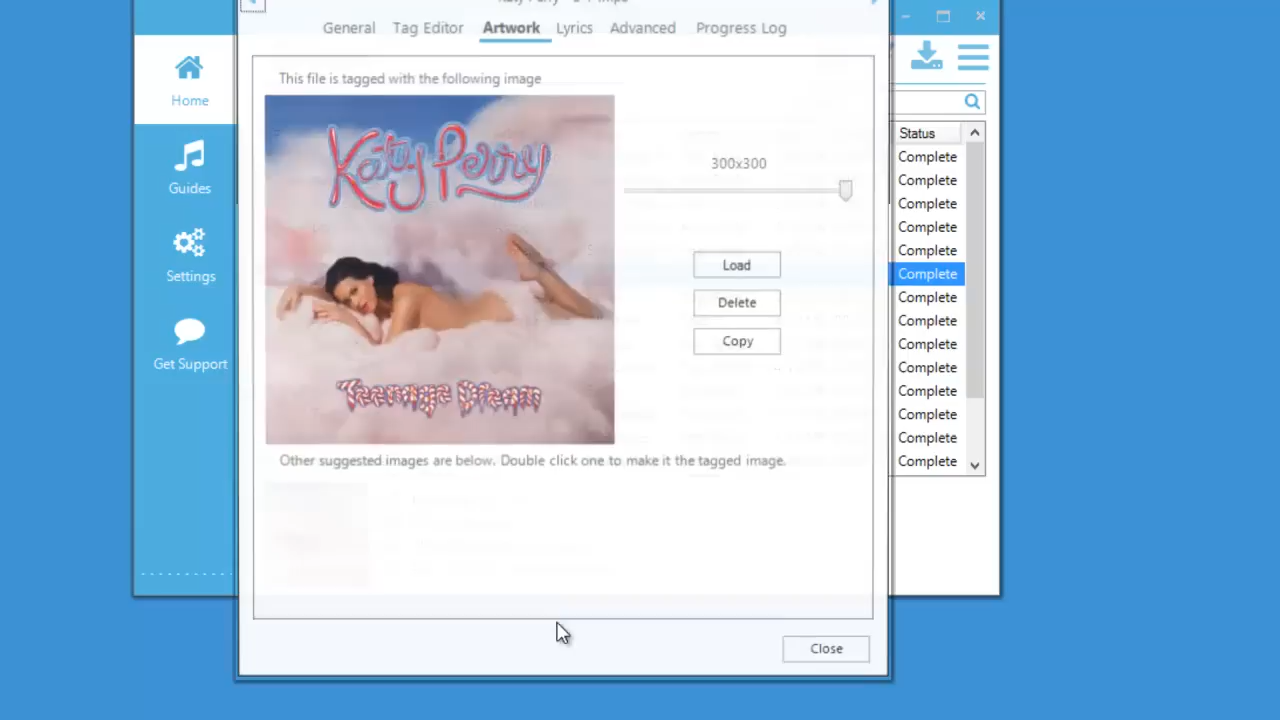 General Tag Editor Artwork Lyrics Advanced Progress Log
Home
Guides
Settings
Get Support
This file is tagged with the following image
Katy Perry
Teenage Dream
300x300
Load
Delete
Copy
Other suggested images are below. Double click one to make it the tagged image.
Close
Status
Complete
Complete
Complete
Complete
Complete
Complete
Complete
Complete
Complete
Complete
Complete
Complete
Complete
Complete